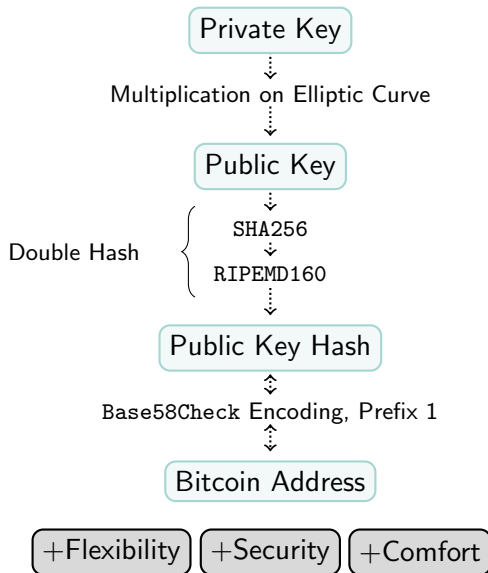 Private Key
Multiplication on Elliptic Curve
Public Key
SHA256
Double Hash
RIPEMD160
Public Key Hash
Base58Check Encoding, Prefix 1
Bitcoin Address
+Flexibility +Security +Comfort